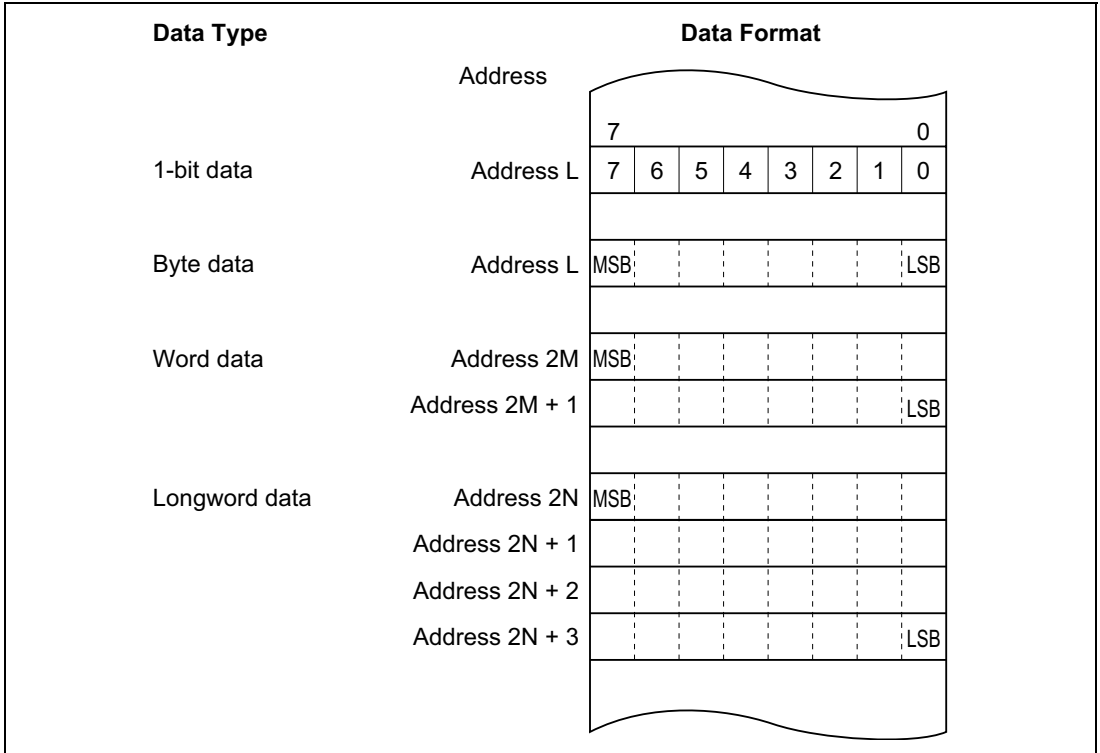 Data Type Data Format
Address
7 0
1-bit data Address L 7 6 5 4 3 2 1 0
Byte data Address L MSB LSB
Word data Address 2M MSB
Address 2M + 1 LSB
Longword data Address 2N MSB
Address 2N + 1
Address 2N + 2
Address 2N + 3 LSB